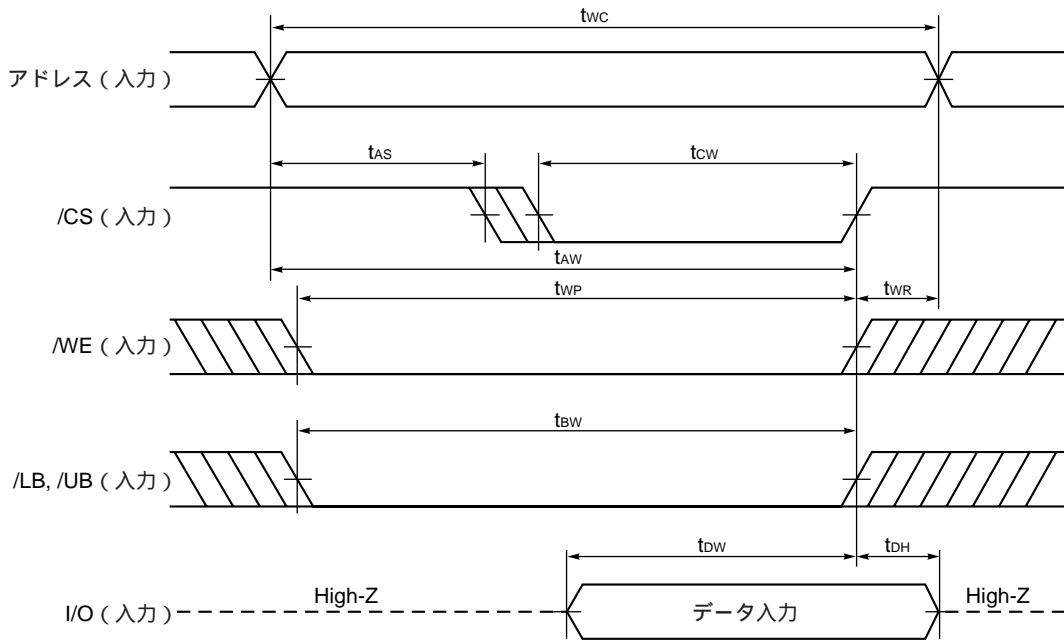 tWC
アドレス（入力）
tAS
tCW
/CS（入力）
tAW
tWP
tWR
/WE（入力）
tBW
/LB, /UB（入力）
tDW
tDH
I/O（入力）
High-Z
データ入力
High-Z